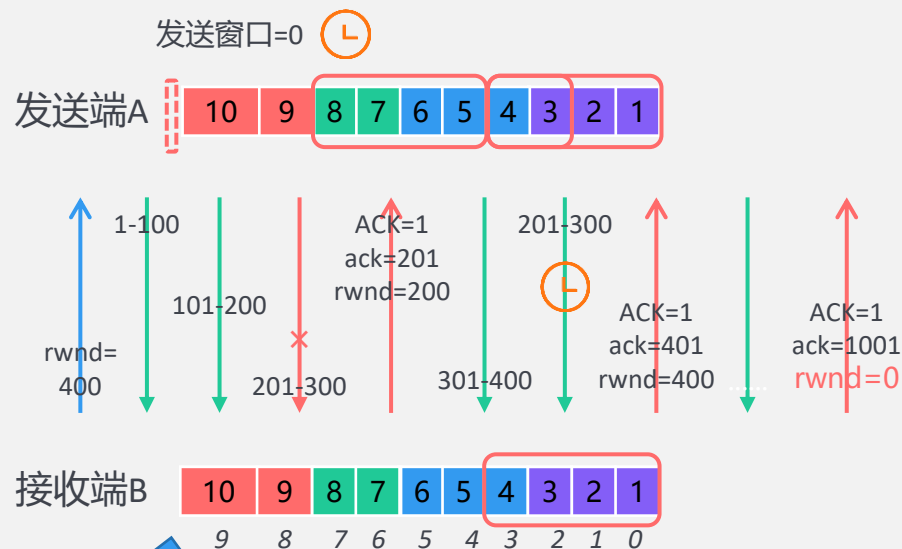 发送窗口=0
发送端A
10 9 8 7 6 5 4 3 2 1
1-100
101-200
201-300
ACK=1
ack=201
rwnd=200
201-300
301-400
ACK=1
ack=401
rwnd=400
......
ACK=1
ack=1001
rwnd=0
rwnd=
400
接收端B
10 9 8 7 6 5 4 3 2 1
9 8 7 6 5 4 3 2 1 0